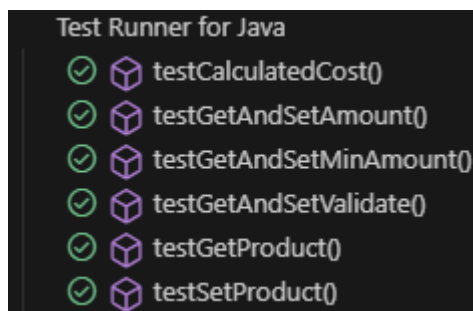 Test Runner for Java
testCalculatedCost()
testGetAndSetAmount()
testGetAndSetMinAmount()
testGetAndSetValidate()
testGetProduct()
testSetProduct()